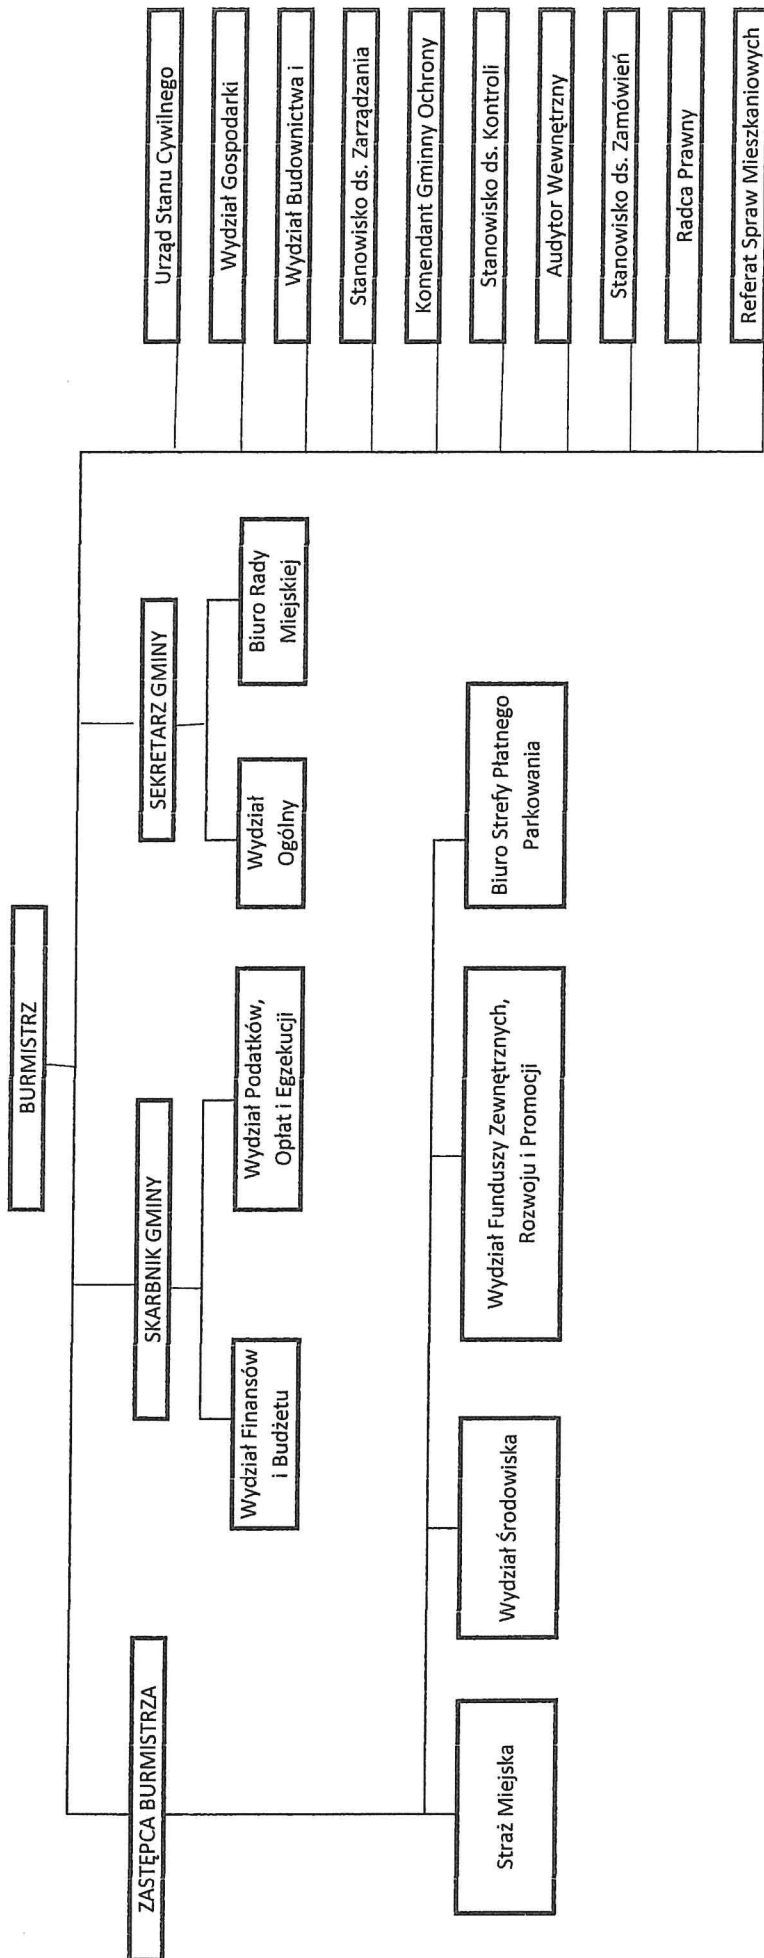 BURMISTRZ
ZASTĘPCA BURMISTRZA
SKARBNIK GMINY
SEKRETARZ GMINY
Wydział Finansów
i Budżetu
Wydział Podatków,
Opłat i Egzekucji
Wydział
Ogólny
Biuro Rady
Miejskiej
Straż Miejska
Wydział Środowiska
Wydział Funduszy Zewnętrznych,
Rozwoju i Promocji
Biuro Strefy Płatnego
Parkowania
Urząd Stanu Cywilnego
Wydział Gospodarki
Wydział Budownictwa i
Stanowisko ds. Zarządzania
Komendant Gminny Ochrony
Stanowisko ds. Kontroli
Audytor Wewnętrzny
Stanowisko ds. Zamówień
Radca Prawny
Referat Spraw Mieszkaniowych